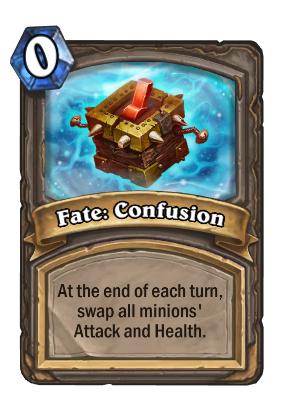 0
Fate: Confusion
At the end of each turn,
swap all minions'
Attack and Health.